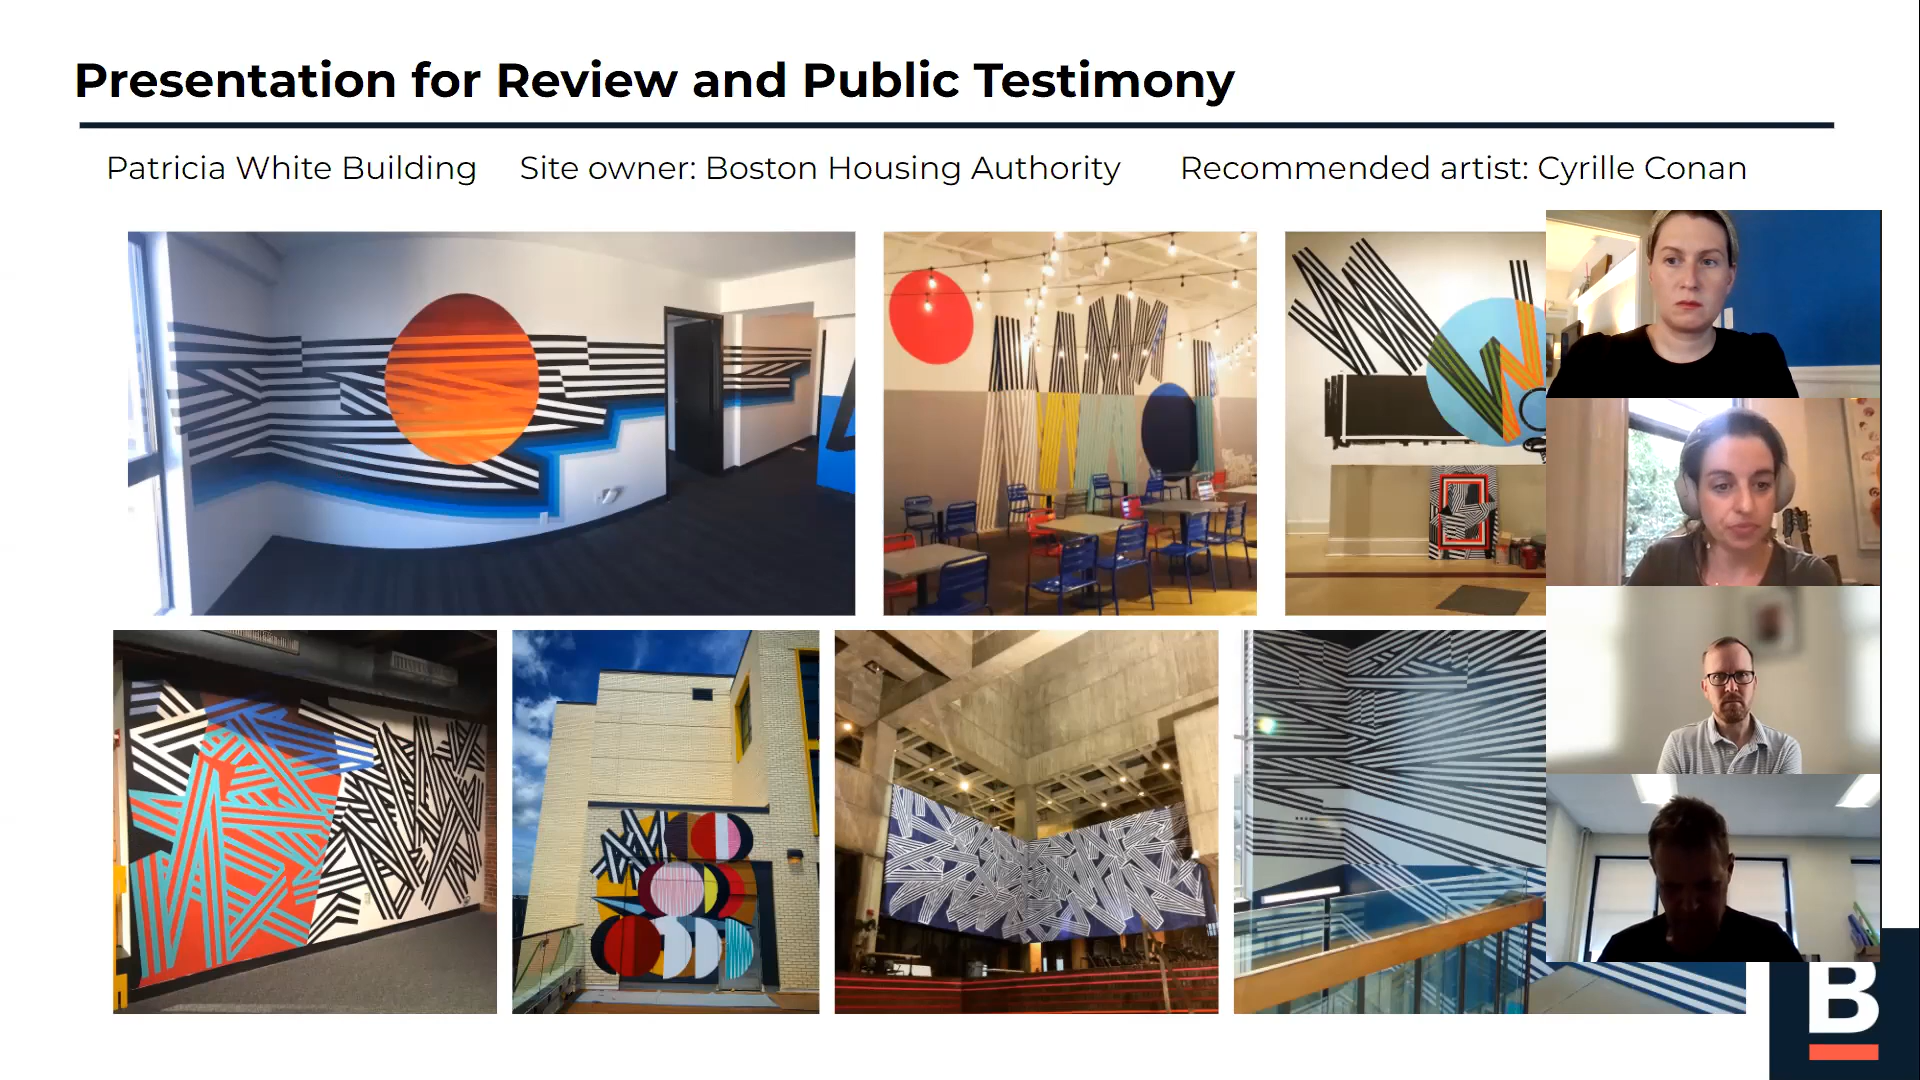 Presentation for Review and Public Testimony
Patricia White Building Site owner: Boston Housing Authority Recommended artist: Cyrille Conan
B